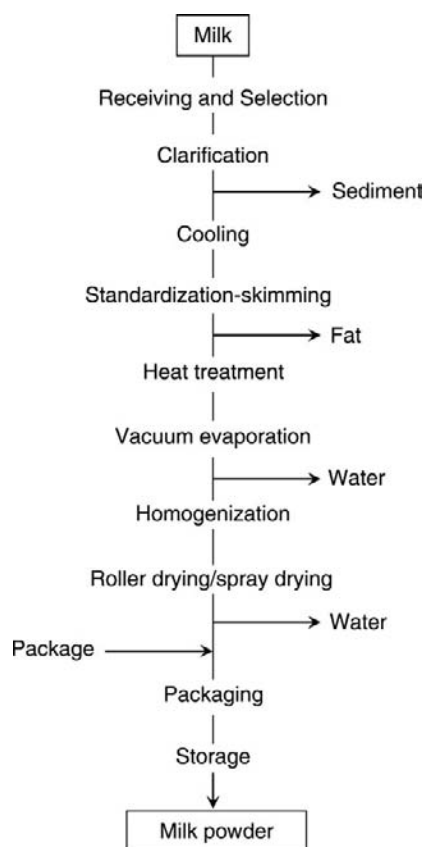 Milk
Receiving and Selection
Clarification
Sediment
Cooling
Standardization-skimming
Fat
Heat treatment
Vacuum evaporation
Water
Homogenization
Roller drying/spray drying
Water
Package
Packaging
Storage
Milk powder